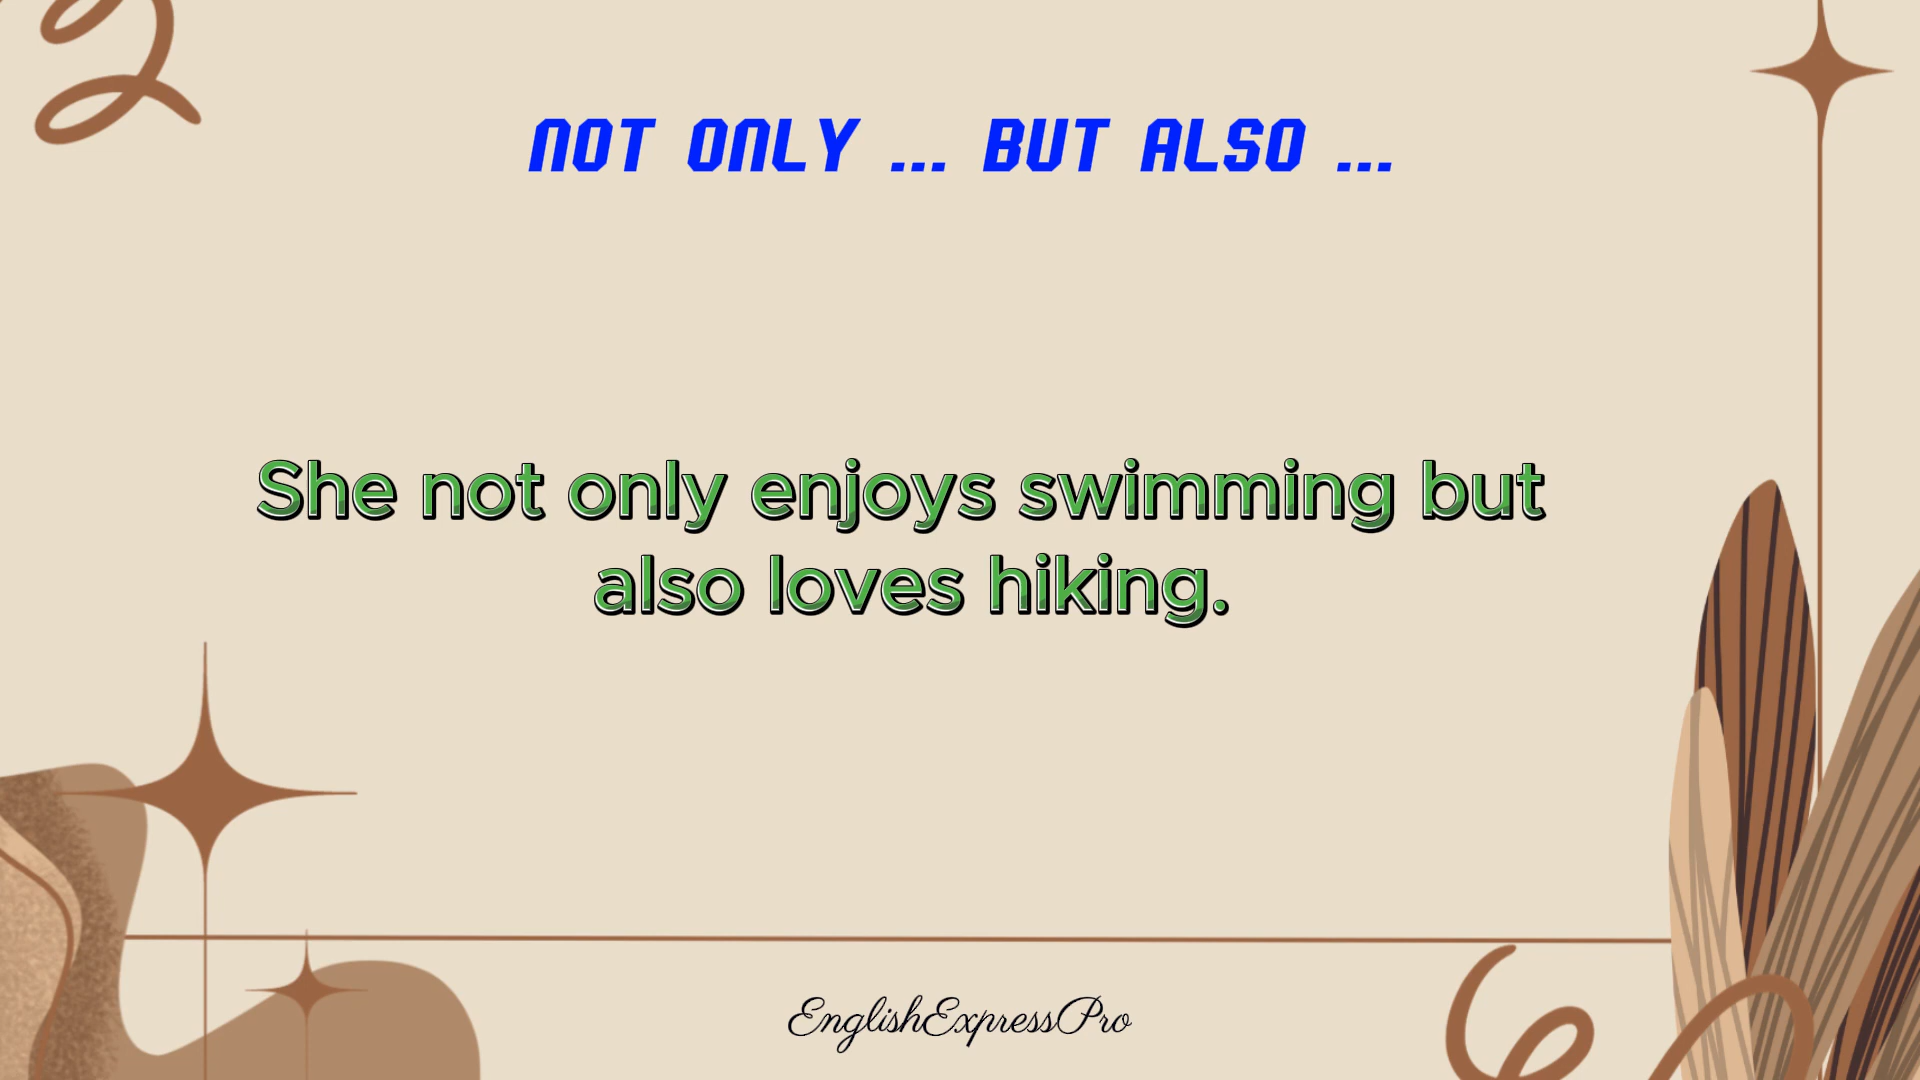 NOT ONLY ... BUT ALSO ...
She not only enjoys swimming but
also loves hiking.
EnglishExpressPro